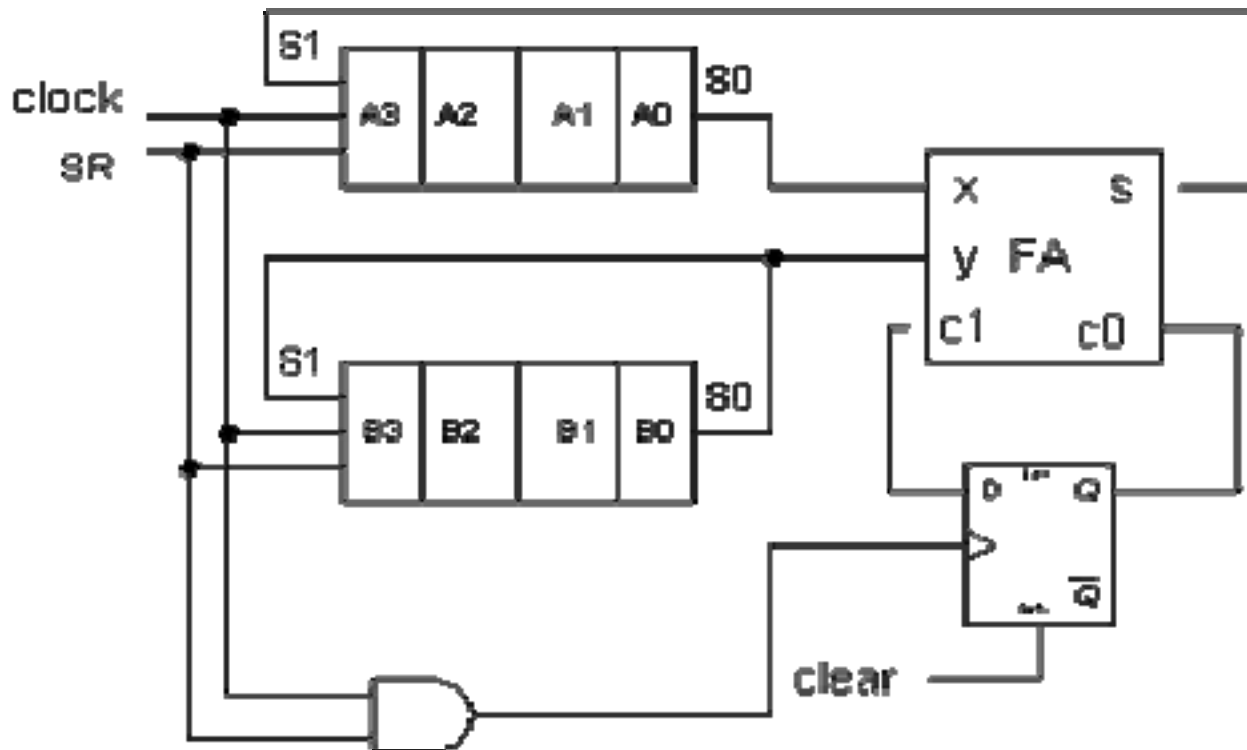 S1
clock
SR
A3 A2 A1 A0
S0
x S
y FA
c1 c0
S1
B3 B2 B1 B0
S0
D Q
Q
clear